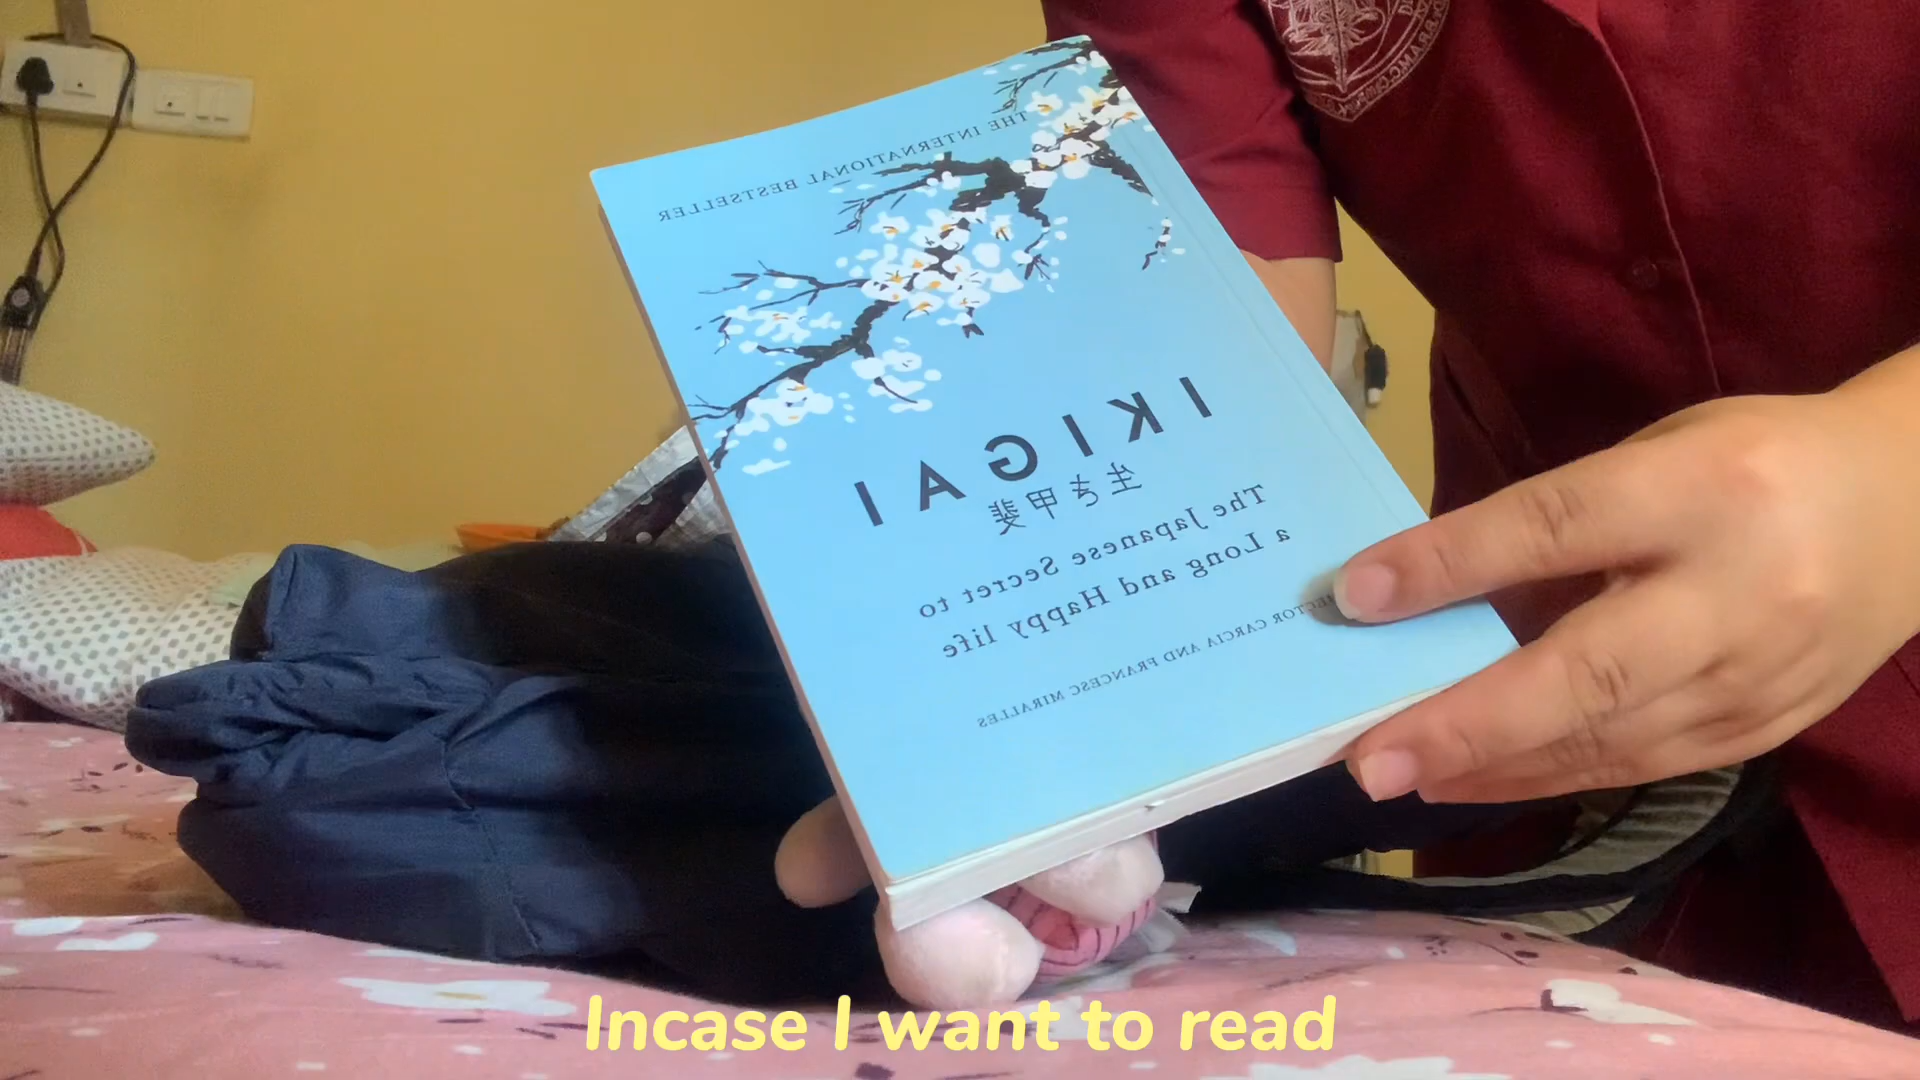 THE INTERNATIONAL BESTSELLER
IKIGAI
生き甲斐
The Japanese Secret to
a Long and Happy life
HECTOR GARCIA AND FRANCESC MIRALLES
Incase I want to read